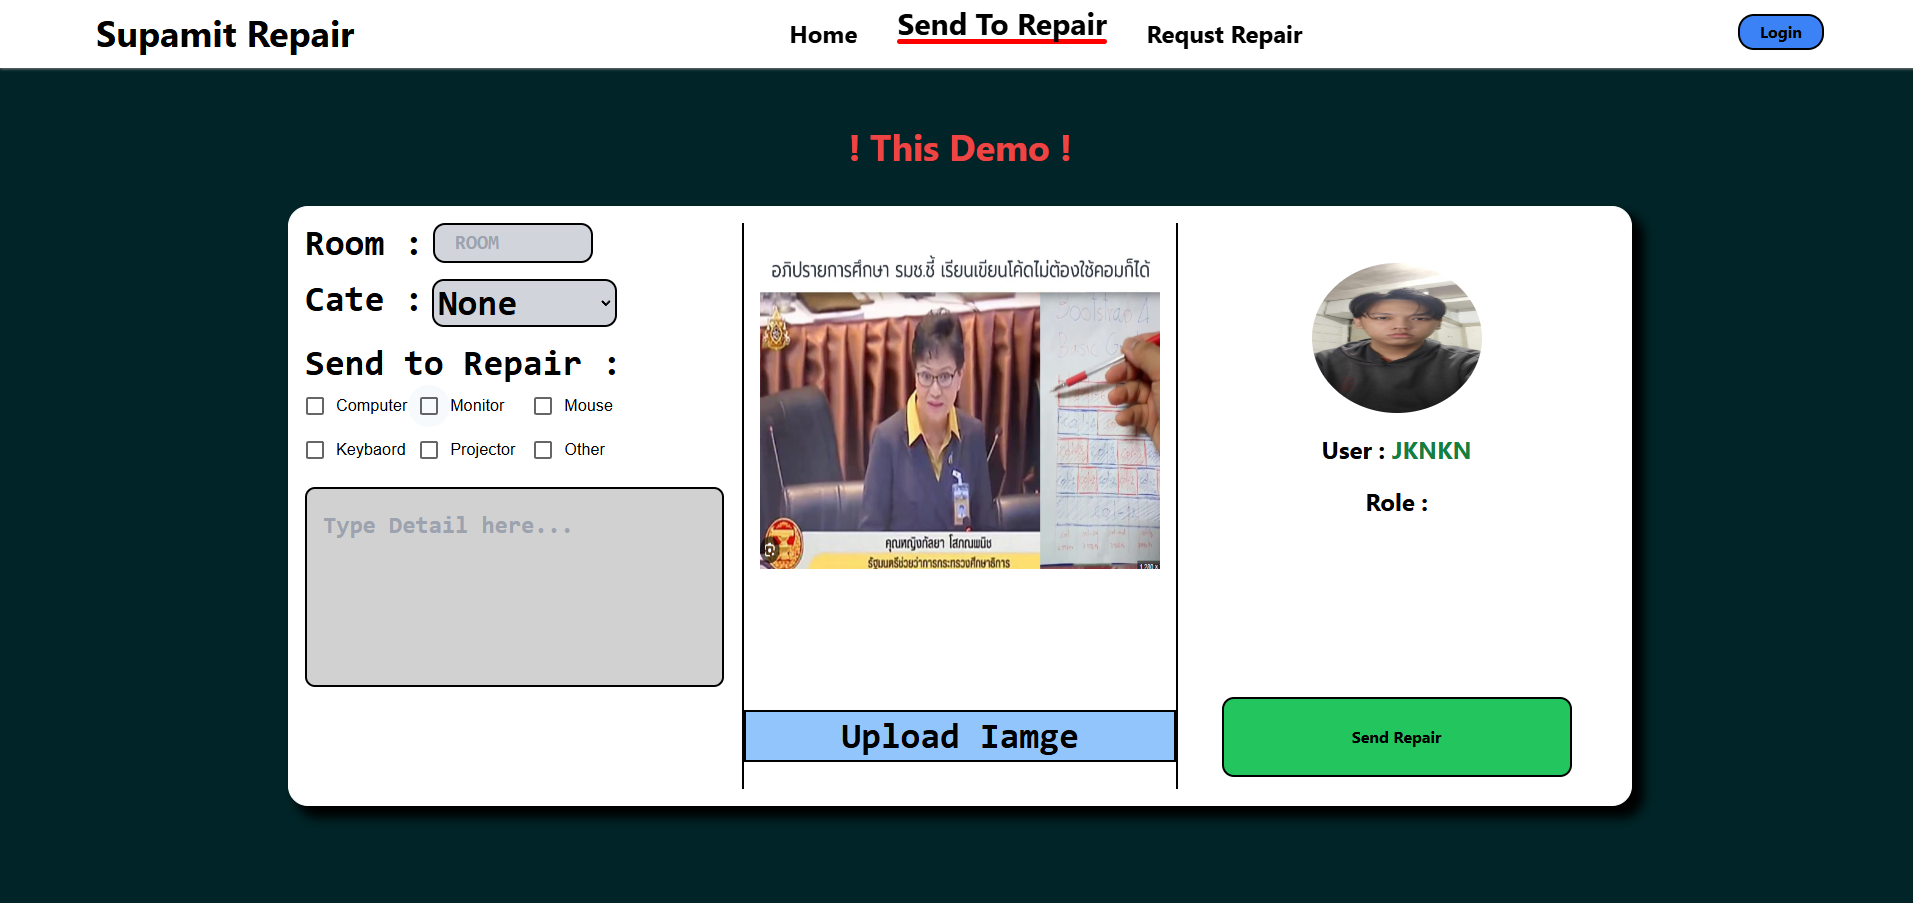 Supamit Repair
Home
Send To Repair
Requst Repair
Login
! This Demo !
Room :
ROOM
Cate :
None
Send to Repair :
Computer
Monitor
Mouse
Keybaord
Projector
Other
Type Detail here...
อภิปรายการศึกษา รมช.ชี้ เรียนเขียนโค้ดไม่ต้องใช้คอมก็ได้
Bootstrap 4
คุณหญิงกัลยา โสภณพนิช
รัฐมนตรีช่วยว่าการกระทรวงศึกษาธิการ
Upload Iamge
User : JKNKN
Role :
Send Repair